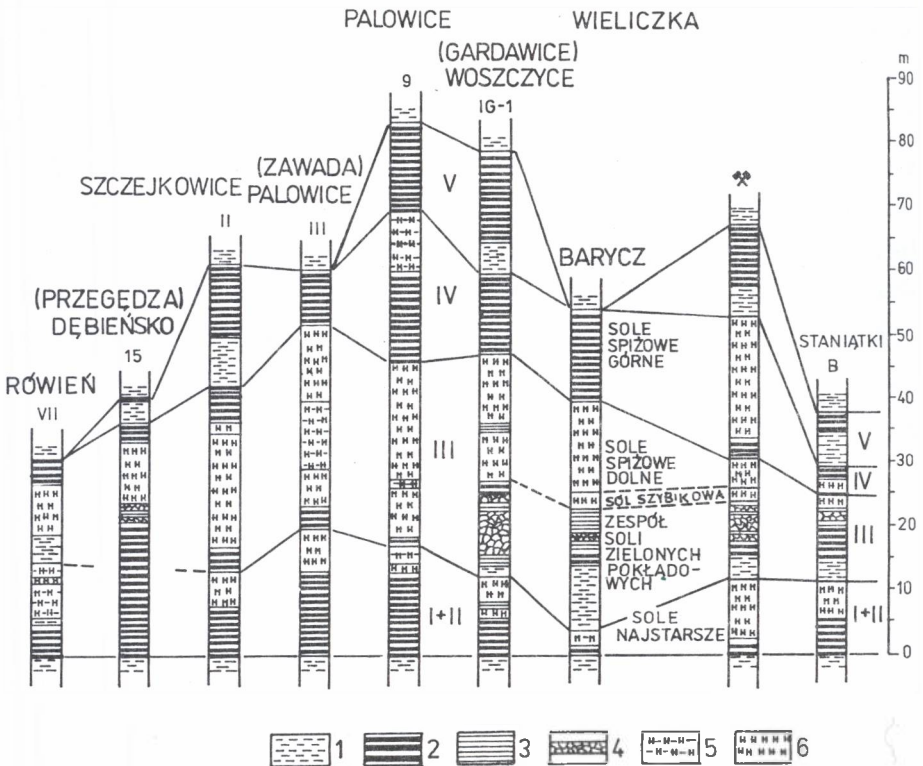 PALOWICE
WIELICZKA
(GARDAWICE)
WOSZCZYCE
9
IG-1
m
90
80
70
60
50
40
30
20
10
0
(ZAWADA)
PALOWICE
III
SZCZEJKOWICE
II
(PRZEGĘDZA)
DĘBIEŃSKO
15
RÓWIEŃ
VII
BARYCZ
STANIĄTKI
B
V
IV
III
I+II
SOLE
SPIŻOWE
GÓRNE
SOLE
SPIŻOWE
DOLNE
SÓL SZYBIKOWA
ZESPÓŁ
SOLI
ZIELONYCH
POKŁADO-
WYCH
SOLE
NAJSTARSZE
V
IV
III
I+II
1
2
3
4
5
6